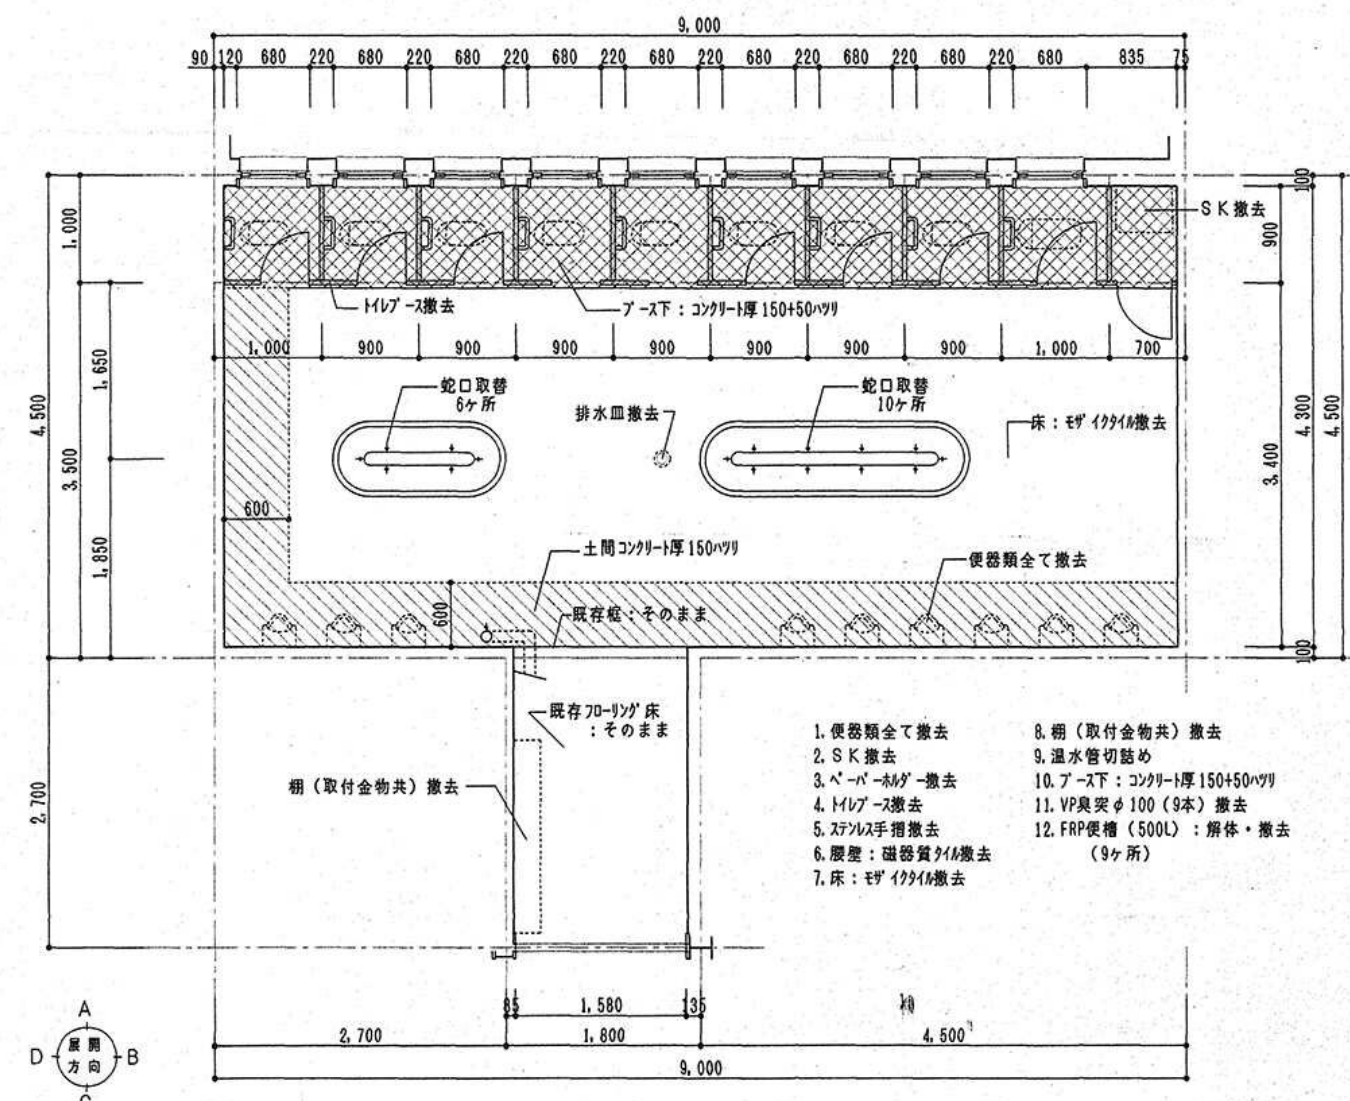 9,000
90 120 680 220 680 220 680 220 680 220 680 220 680 220 680 220 680 220 680 835 75
100
ＳＫ撤去
1,000
900
トイレブース撤去
ブース下：コンクリート厚150+50ハツリ
1,000 900 900 900 900 900 900 900 1,000 700
1,650
蛇口取替
6ヶ所
蛇口取替
10ヶ所
排水皿撤去
床：モザイクタイル撤去
4,500
3,500
3,400
4,300
4,500
600
1,850
土間コンクリート厚150ハツリ
便器類全て撤去
600
既存框：そのまま
100
既存フローリング床
：そのまま
棚（取付金物共）撤去
2,700
1. 便器類全て撤去
2. ＳＫ撤去
3. ペーパーホルダー撤去
4. トイレブース撤去
5. ステンレス手摺撤去
6. 腰壁：磁器質タイル撤去
7. 床：モザイクタイル撤去
8. 棚（取付金物共）撤去
9. 温水管切詰め
10. ブース下：コンクリート厚150+50ハツリ
11. VP臭突φ100（9本）撤去
12. FRP便槽（500L）：解体・撤去
（9ヶ所）
85 1,580 135
2,700 1,800 4,500
9,000
A
D 展開 B
方向
C